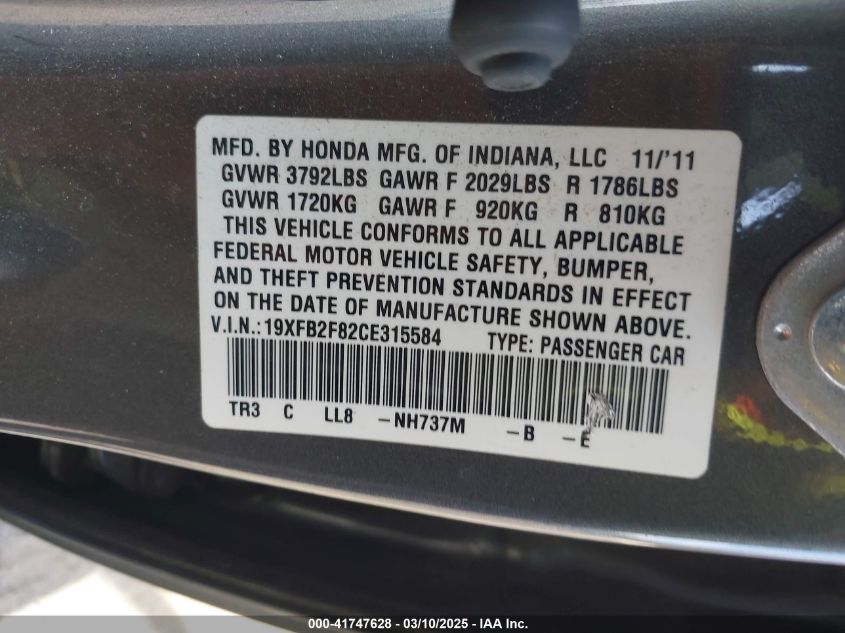 MFD. BY HONDA MFG. OF INDIANA, LLC 11/'11
GVWR 3792LBS GAWR F 2029LBS R 1786LBS
GVWR 1720KG GAWR F 920KG R 810KG
THIS VEHICLE CONFORMS TO ALL APPLICABLE
FEDERAL MOTOR VEHICLE SAFETY, BUMPER,
AND THEFT PREVENTION STANDARDS IN EFFECT
ON THE DATE OF MANUFACTURE SHOWN ABOVE.
V.I.N.:19XFB2F82CE315584 TYPE: PASSENGER CAR
TR3 C LL8 -NH737M -B -E
000-41747628 - 03/10/2025 - IAA Inc.